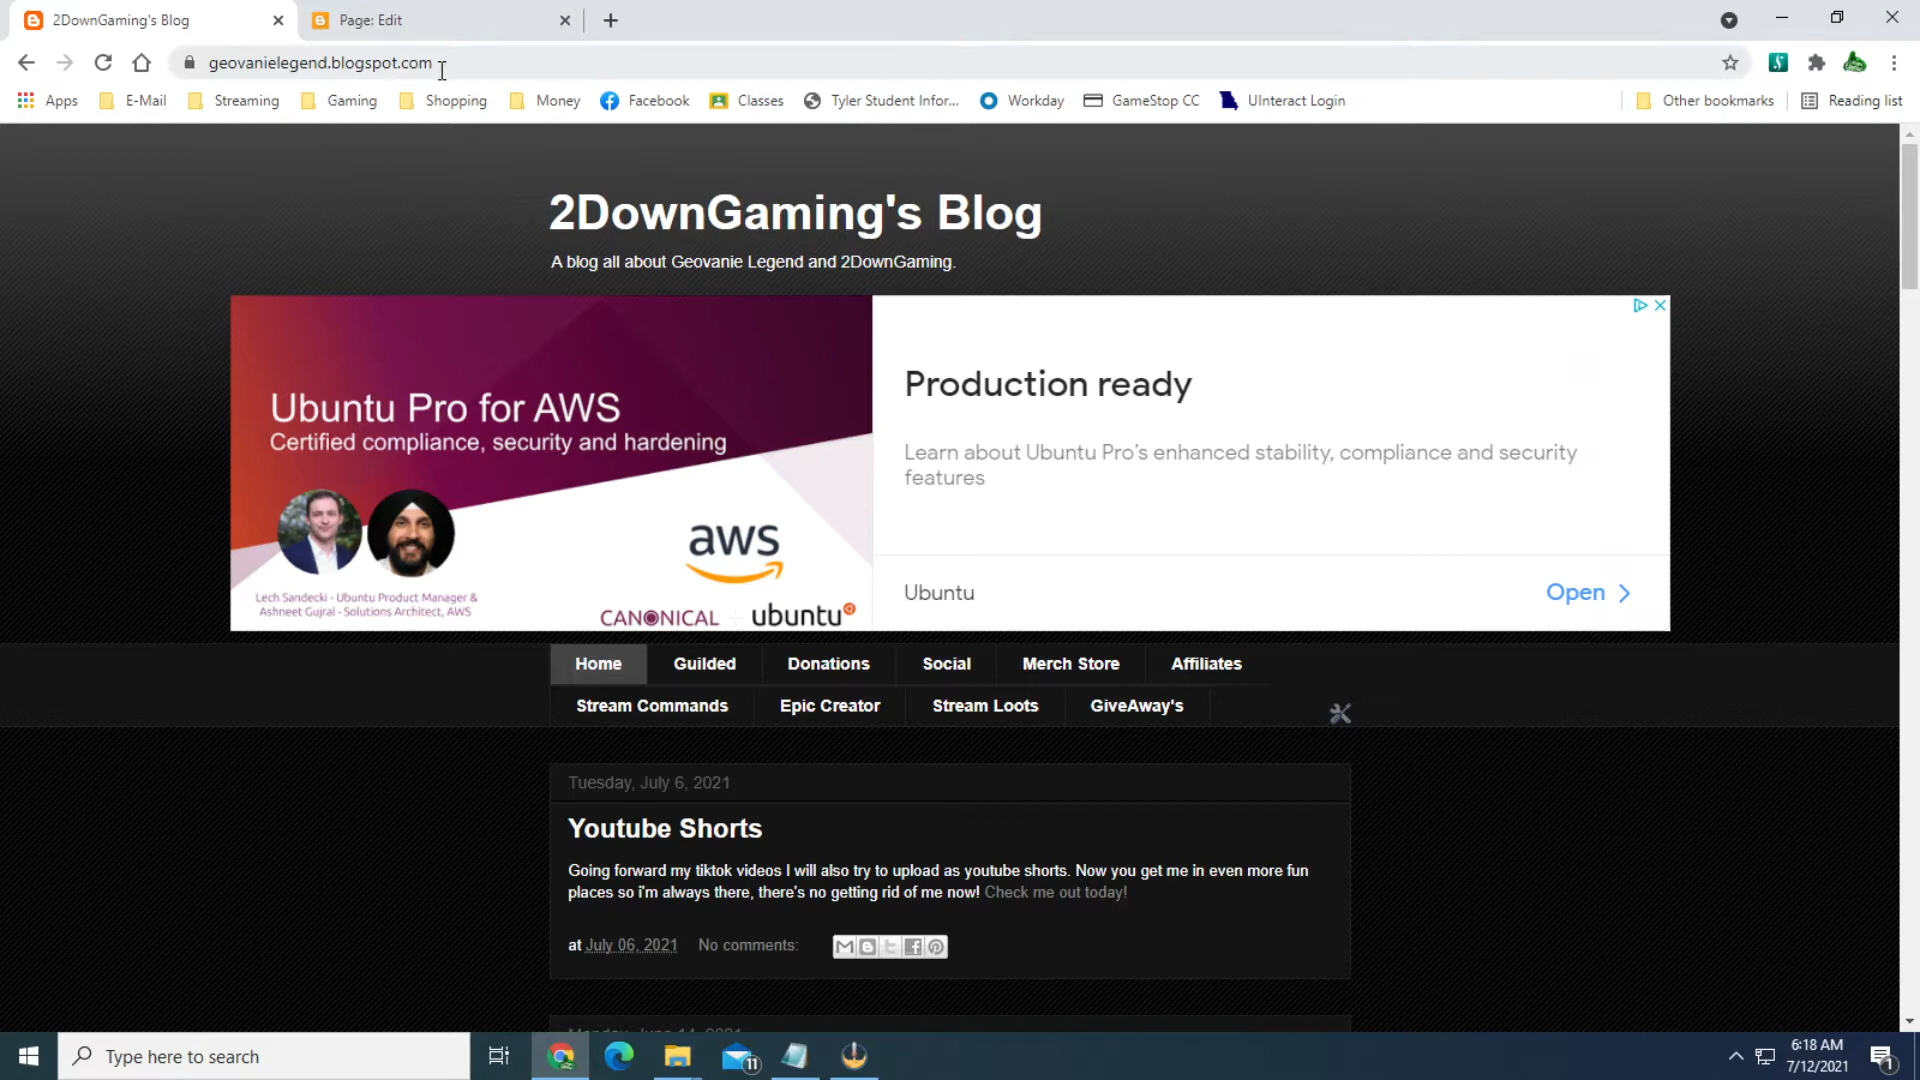 2DownGaming's Blog
Page: Edit
geovanielegend.blogspot.com
Apps
E-Mail
Streaming
Gaming
Shopping
Money
Facebook
Classes
Tyler Student Infor...
Workday
GameStop CC
UInteract Login
Other bookmarks
Reading list
2DownGaming's Blog
A blog all about Geovanie Legend and 2DownGaming.
Ubuntu Pro for AWS
Certified compliance, security and hardening
Lech Sandecki - Ubuntu Product Manager &
Ashneet Gujral - Solutions Architect, AWS
aws
CANONICAL + ubuntu
Production ready
Learn about Ubuntu Pro's enhanced stability, compliance and security
features
Ubuntu
Open
Home
Guilded
Donations
Social
Merch Store
Affiliates
Stream Commands
Epic Creator
Stream Loots
GiveAway's
Tuesday, July 6, 2021
Youtube Shorts
Going forward my tiktok videos I will also try to upload as youtube shorts. Now you get me in even more fun
places so i'm always there, there's no getting rid of me now! Check me out today!
at July 06, 2021
No comments:
Monday, June 14, 2021
Type here to search
11
6:18 AM
7/12/2021
1